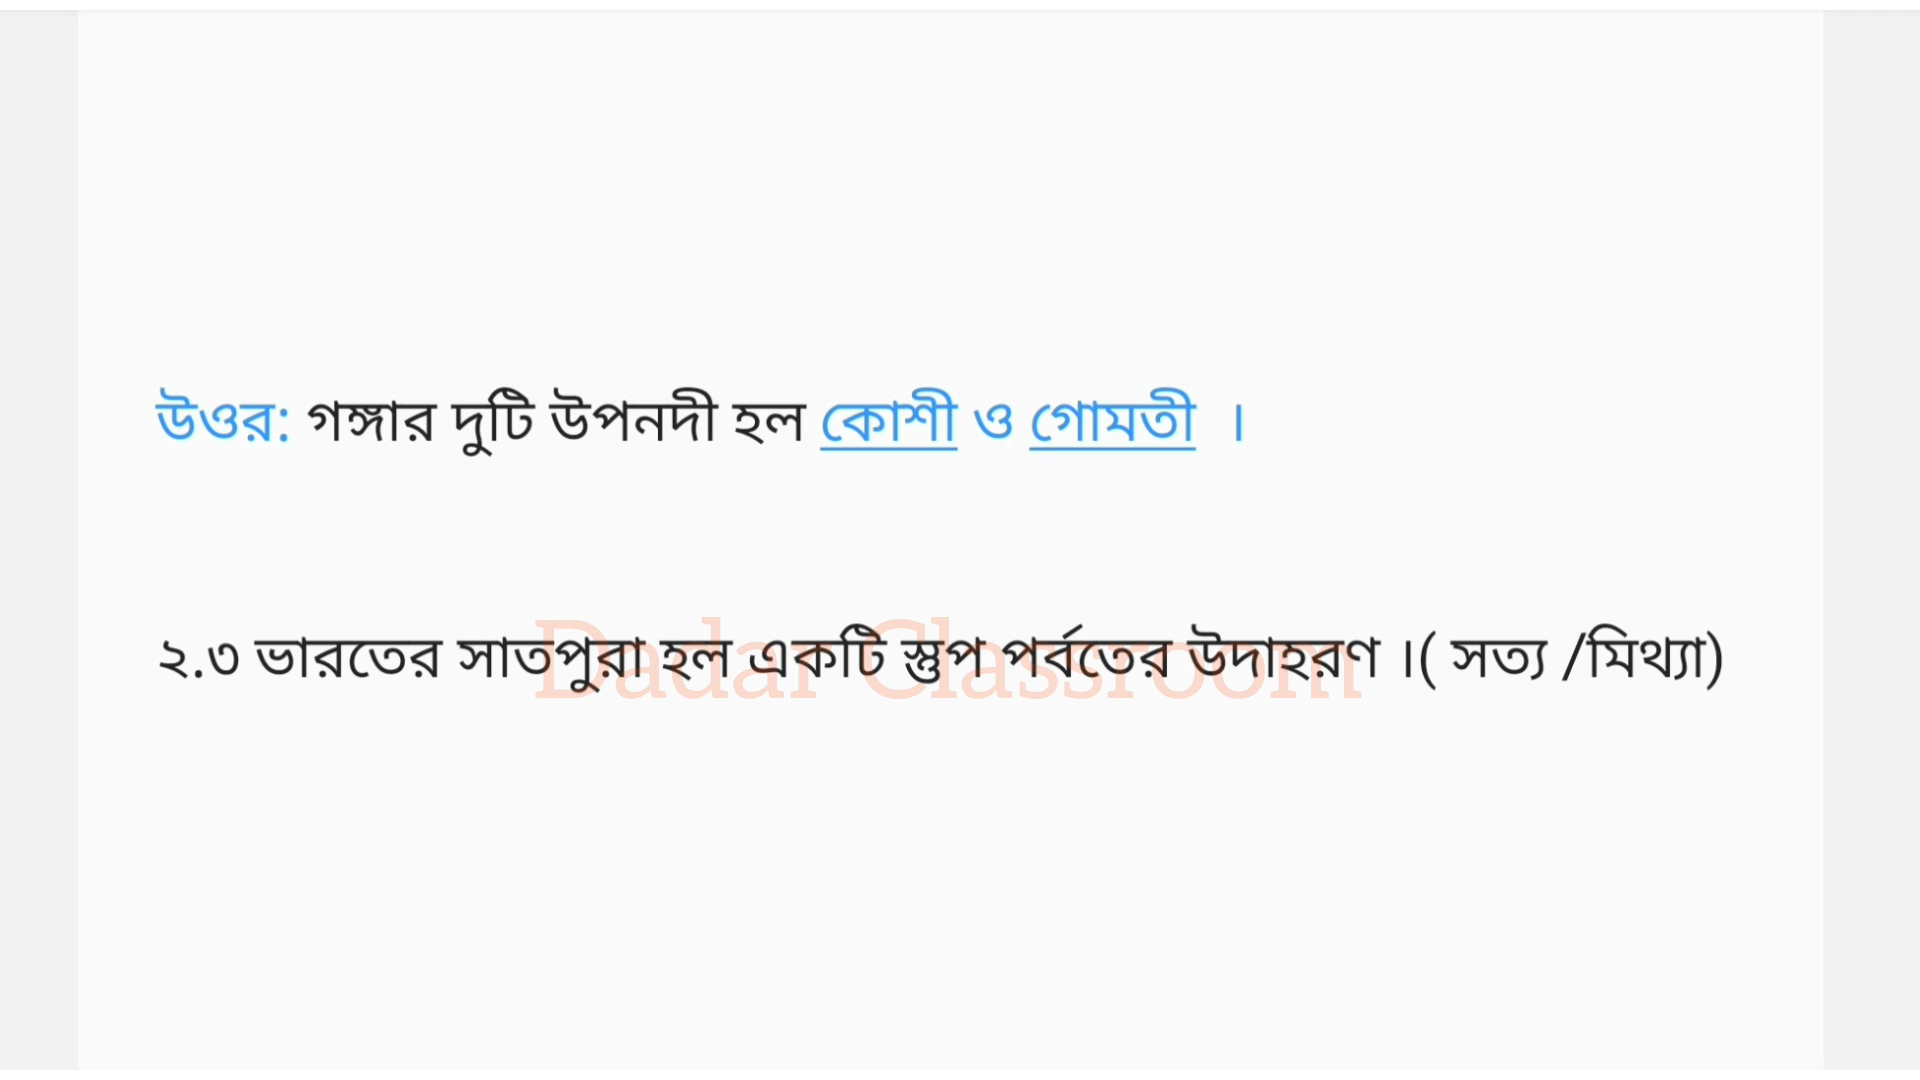 উওর: গঙ্গার দুটি উপনদী হল কোশী ও গোমতী ।
২.৩ ভারতের সাতপুরা হল একটি স্তুপ পর্বতের উদাহরণ ।( সত্য /মিথ্যা)
Dadar Classroom